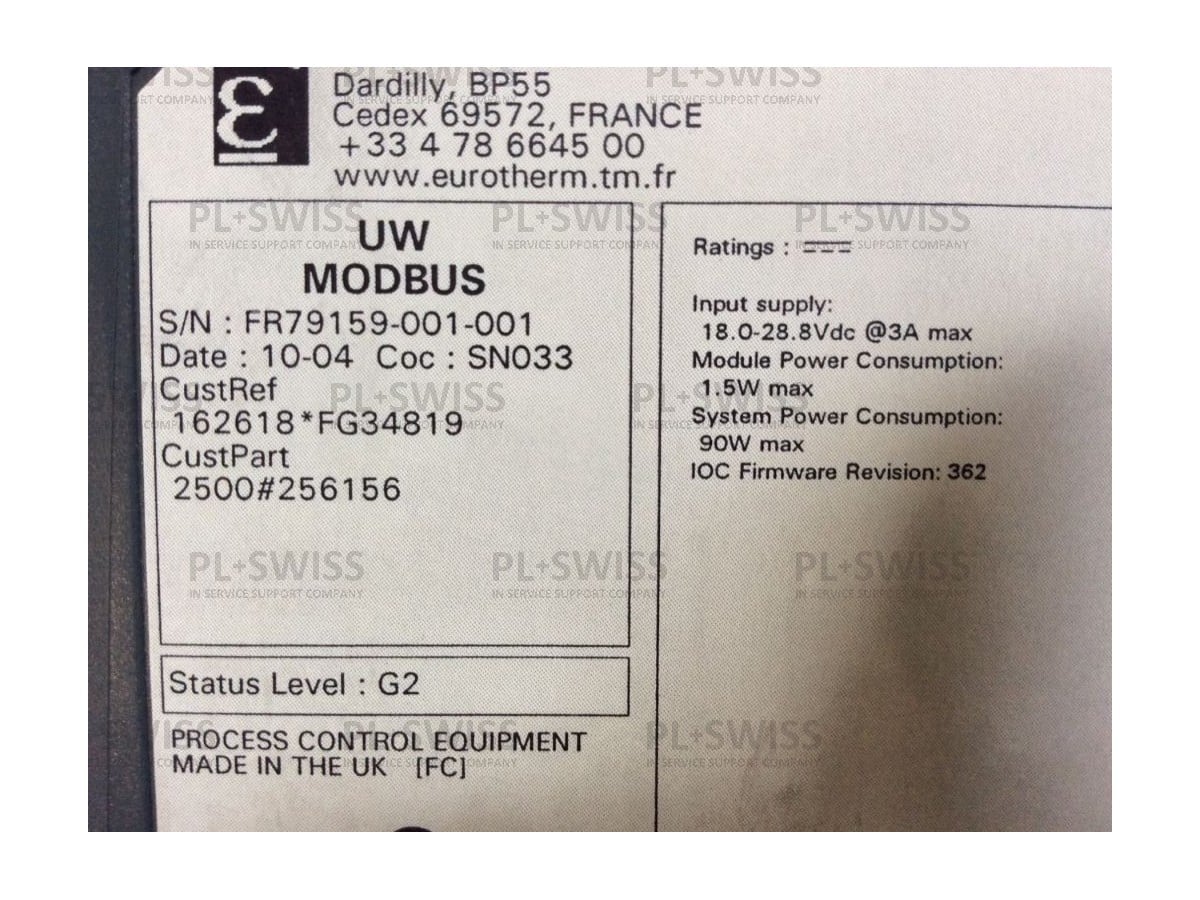 Ɛ
Dardilly, BP55
Cedex 69572, FRANCE
+33 4 78 6645 00
www.eurotherm.tm.fr
UW
MODBUS
S/N : FR79159-001-001
Date : 10-04 Coc : SN033
CustRef
162618*FG34819
CustPart
2500#256156
Status Level : G2
PROCESS CONTROL EQUIPMENT
MADE IN THE UK [FC]
Ratings :
Input supply:
18.0-28.8Vdc @3A max
Module Power Consumption:
1.5W max
System Power Consumption:
90W max
IOC Firmware Revision: 362
PL+SWISS
IN SERVICE SUPPORT COMPANY